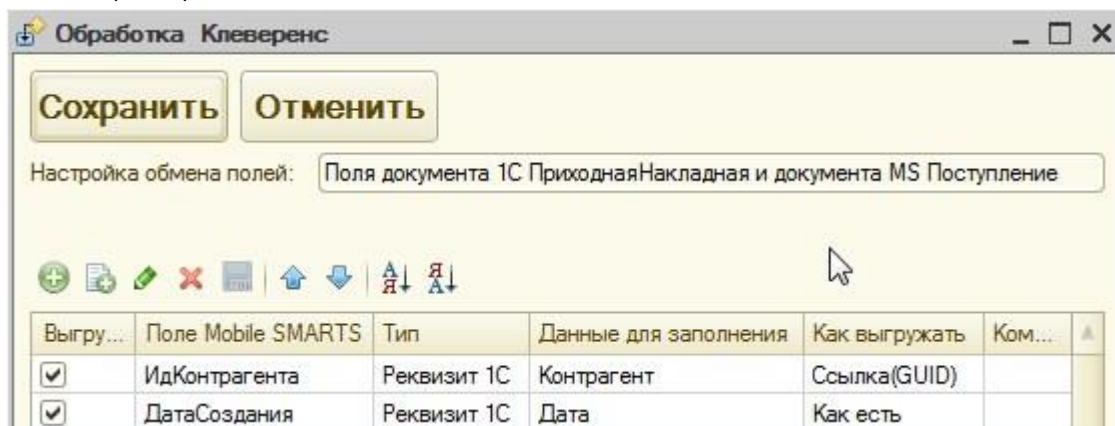 Обработка Клеверенс
Сохранить Отменить
Настройка обмена полей: Поля документа 1С ПриходнаяНакладная и документа MS Поступление
Выгру... Поле Mobile SMARTS Тип Данные для заполнения Как выгружать Ком...
ИдКонтрагента Реквизит 1С Контрагент Ссылка(GUID)
ДатаСоздания Реквизит 1С Дата Как есть